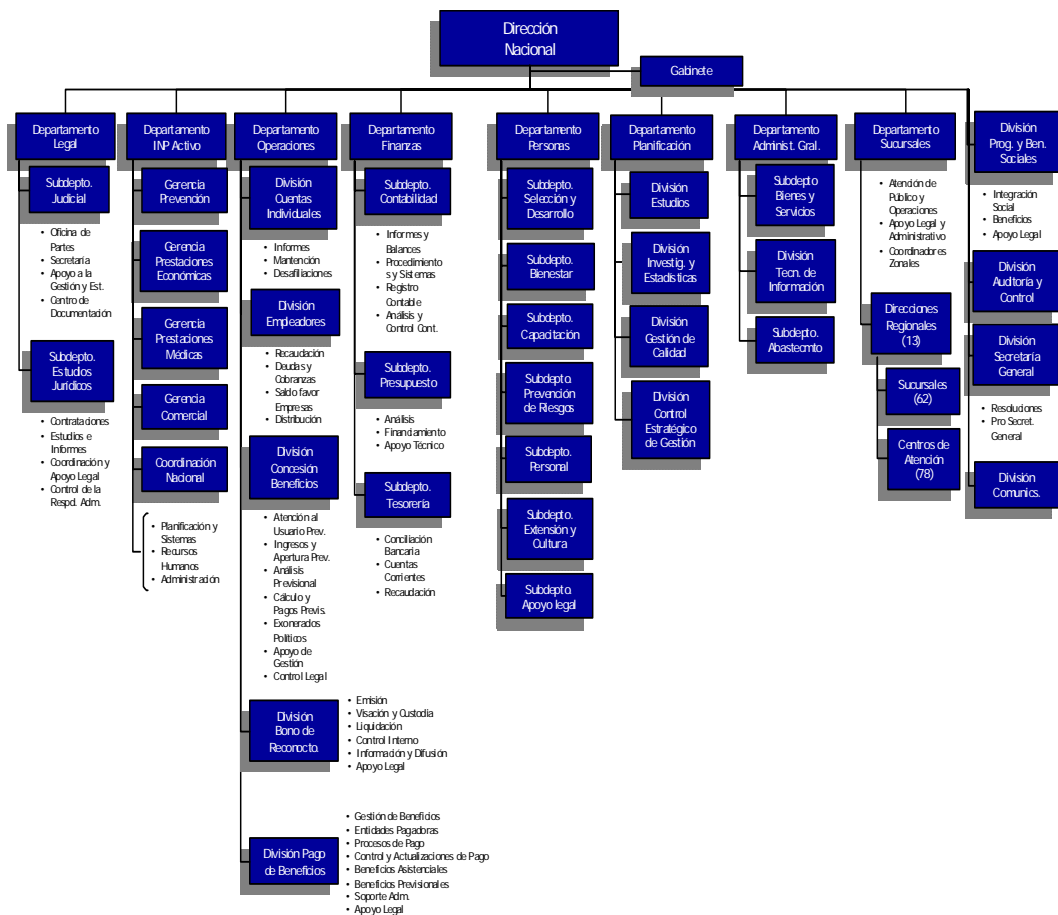 Dirección
Nacional
Gabinete
Departamento
Legal
Subdepto.
Judicial
• Oficina de
Partes
• Secretaría
• Apoyo a la
Gestión y Est.
• Centro de
Documentación
Subdepto.
Estudios
Jurídicos
• Contrataciones
• Estudios e
Informes
• Coordinación y
Apoyo Legal
• Control de la
Respd. Adm.
Departamento
INP Activo
Gerencia
Prevención
Gerencia
Prestaciones
Económicas
Gerencia
Prestaciones
Médicas
Gerencia
Comercial
Coordinación
Nacional
• Planificación y
Sistemas
• Recursos
Humanos
• Administración
Departamento
Operaciones
División
Cuentas
Individuales
• Informes
• Mantención
• Desafiliaciones
División
Empleadores
• Recaudación
• Deudas y
Cobranzas
• Saldo favor
Empresas
• Distribución
División
Concesión
Beneficios
• Atención al
Usuario Prev.
• Ingresos y
Apertura Prev.
• Análisis
Previsional
• Cálculo y
Pagos Previs.
• Exonerados
Políticos
• Apoyo de
Gestión
• Control Legal
División
Bono de
Reconocto.
• Emisión
• Visación y Custodia
• Liquidación
• Control Interno
• Información y Difusión
• Apoyo Legal
División Pago
de Beneficios
• Gestión de Beneficios
• Entidades Pagadoras
• Procesos de Pago
• Control y Actualizaciones de Pago
• Beneficios Asistenciales
• Beneficios Previsionales
• Soporte Adm.
• Apoyo Legal
Departamento
Finanzas
Subdepto.
Contabilidad
• Informes y
Balances
• Procedimiento
s y Sistemas
• Registro
Contable
• Análisis y
Control Cont.
Subdepto.
Presupuesto
• Análisis
• Financiamiento
• Apoyo Técnico
Subdepto.
Tesorería
• Conciliación
Bancaria
• Cuentas
Corrientes
• Recaudación
Departamento
Personas
Subdepto.
Selección y
Desarrollo
Subdepto.
Bienestar
Subdepto.
Capacitación
Subdepto.
Prevención
de Riesgos
Subdepto.
Personal
Subdepto.
Extensión y
Cultura
Subdepto.
Apoyo legal
Departamento
Planificación
División
Estudios
División
Investig. y
Estadísticas
División
Gestión de
Calidad
División
Control
Estratégico
de Gestión
Departamento
Administ. Gral.
Subdepto
Bienes y
Servicios
División
Tecn. de
Información
Subdepto.
Abastecmto
Departamento
Sucursales
• Atención de
Público y
Operaciones
• Apoyo Legal y
Administrativo
• Coordinadores
Zonales
Direcciones
Regionales
(13)
Sucursales
(62)
Centros de
Atención
(78)
División
Prog. y Ben.
Sociales
• Integración
Social
• Beneficios
• Apoyo Legal
División
Auditoría y
Control
División
Secretaría
General
• Resoluciones
• Pro Secret.
General
División
Comunics.